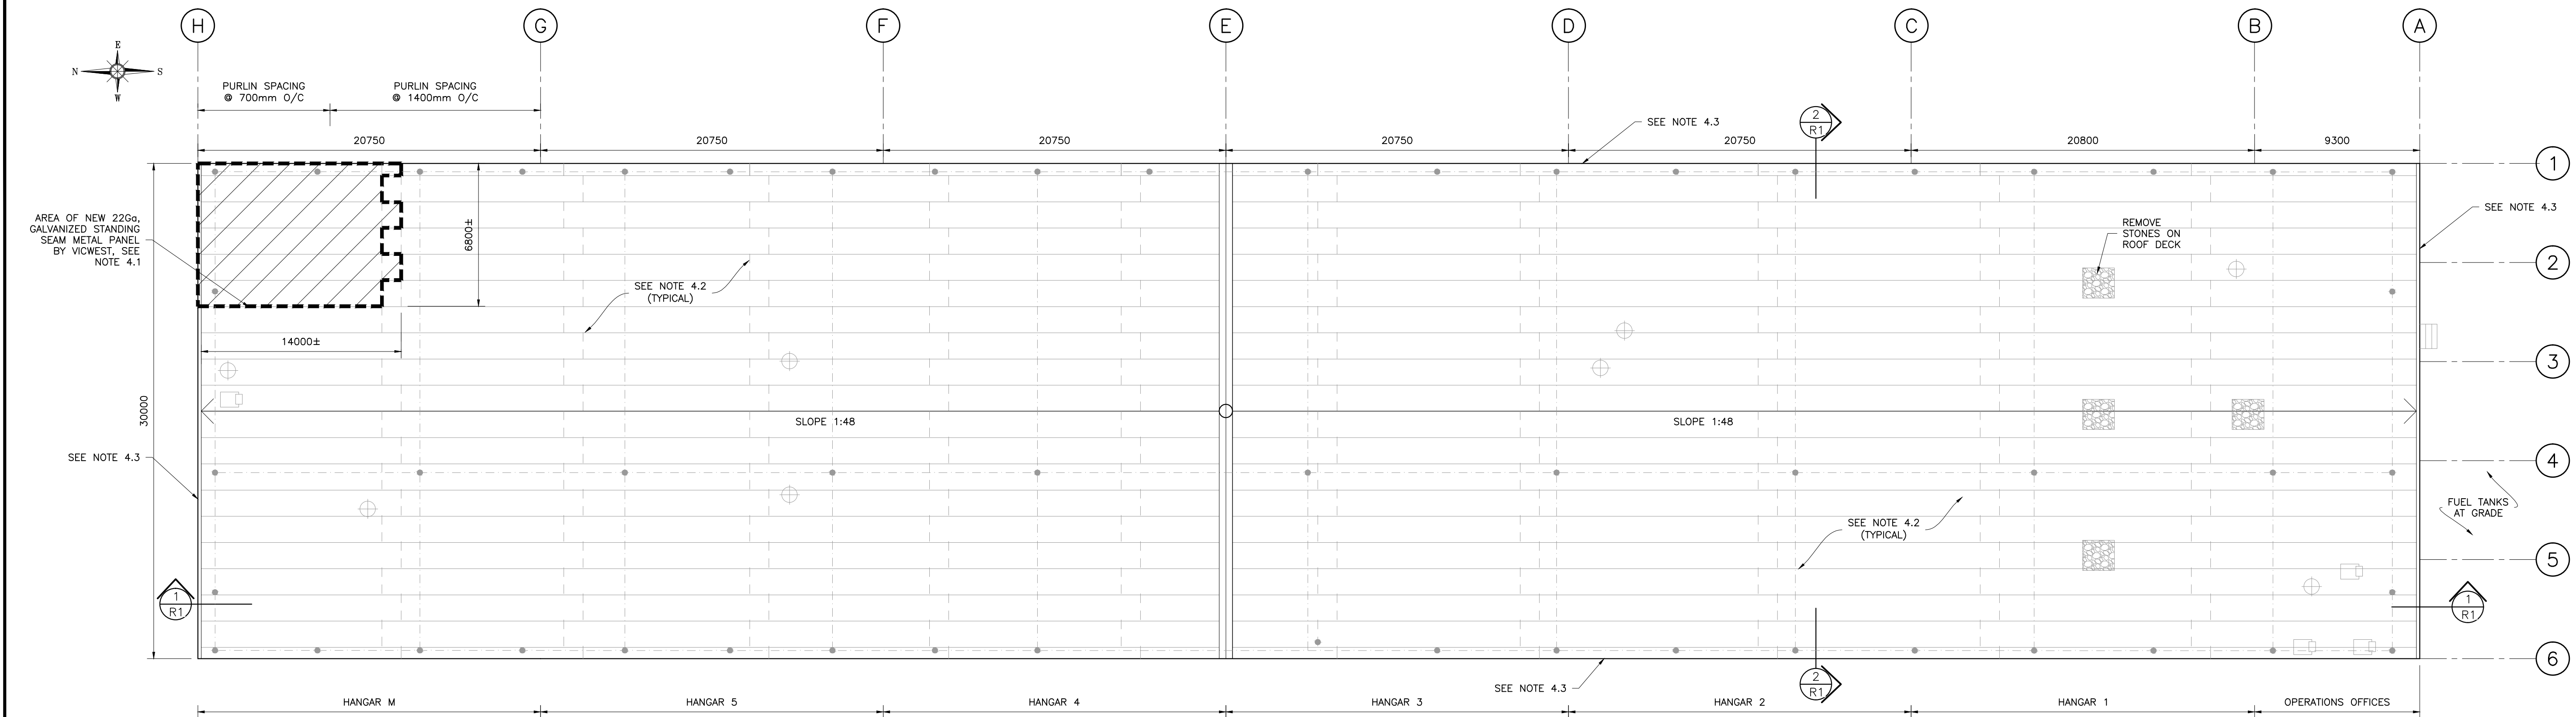 H
G
F
E
D
C
B
A
E
N
S
W
PURLIN SPACING
@ 700mm O/C
PURLIN SPACING
@ 1400mm O/C
20750
20750
20750
20750
20750
20800
9300
SEE NOTE 4.3
2
R1
1
AREA OF NEW 22Ga,
GALVANIZED STANDING
SEAM METAL PANEL
BY VICWEST, SEE
NOTE 4.1
6800±
REMOVE
STONES ON
ROOF DECK
SEE NOTE 4.3
2
SEE NOTE 4.2
(TYPICAL)
14000±
3
30000
SLOPE 1:48
SLOPE 1:48
SEE NOTE 4.3
4
FUEL TANKS
AT GRADE
SEE NOTE 4.2
(TYPICAL)
5
1
R1
1
R1
6
SEE NOTE 4.3
2
R1
HANGAR M
HANGAR 5
HANGAR 4
HANGAR 3
HANGAR 2
HANGAR 1
OPERATIONS OFFICES